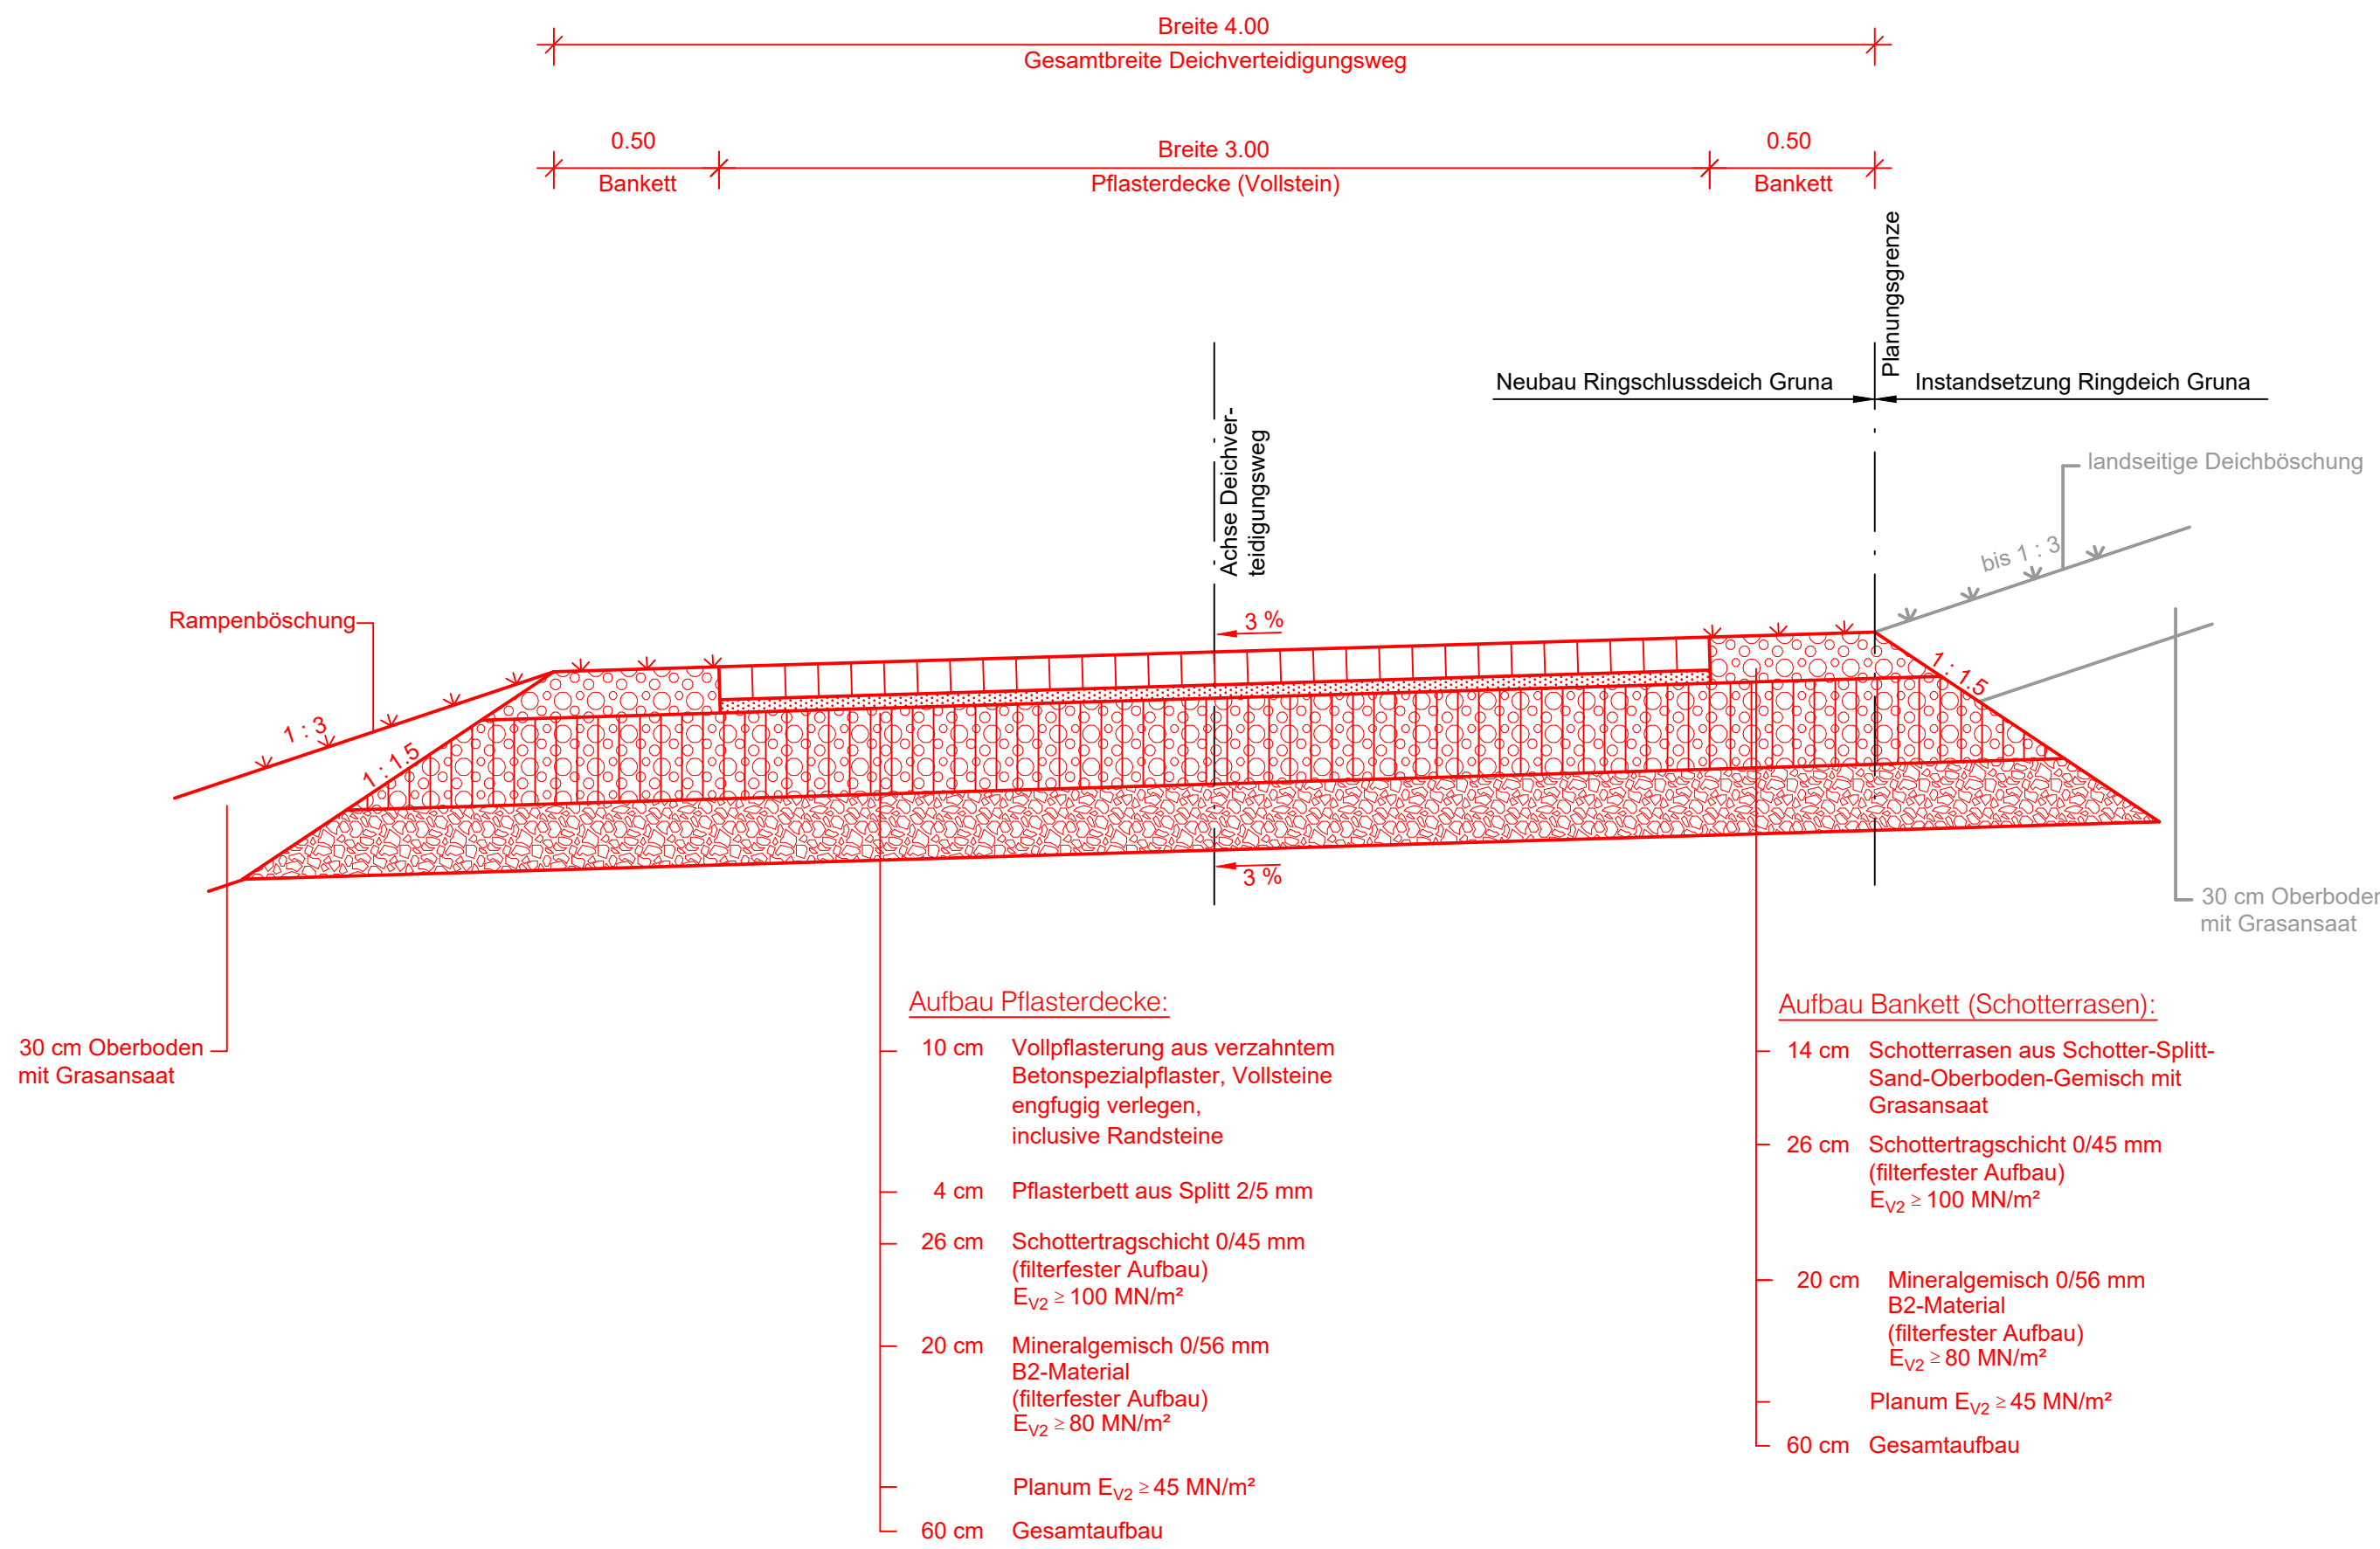 Breite 4.00
Gesamtbreite Deichverteidigungsweg
0.50
Bankett
Breite 3.00
Pflasterdecke (Vollstein)
0.50
Bankett
Planungsgrenze
Neubau Ringschlussdeich Gruna
Instandsetzung Ringdeich Gruna
Achse Deichver-
teidigungsweg
landseitige Deichböschung
bis 1 : 3
Rampenböschung
3 %
1 : 3
1 : 1.5
1 : 1.5
3 %
30 cm Oberboden
mit Grasansaat
30 cm Oberboden
mit Grasansaat
Aufbau Pflasterdecke:
10 cm Vollpflasterung aus verzahntem
Betonspezialpflaster, Vollsteine
engfugig verlegen,
inclusive Randsteine
4 cm Pflasterbett aus Splitt 2/5 mm
26 cm Schottertragschicht 0/45 mm
(filterfester Aufbau)
EV2 ≥ 100 MN/m²
20 cm Mineralgemisch 0/56 mm
B2-Material
(filterfester Aufbau)
EV2 ≥ 80 MN/m²
Planum EV2 ≥ 45 MN/m²
60 cm Gesamtaufbau
Aufbau Bankett (Schotterrasen):
14 cm Schotterrasen aus Schotter-Splitt-
Sand-Oberboden-Gemisch mit
Grasansaat
26 cm Schottertragschicht 0/45 mm
(filterfester Aufbau)
EV2 ≥ 100 MN/m²
20 cm Mineralgemisch 0/56 mm
B2-Material
(filterfester Aufbau)
EV2 ≥ 80 MN/m²
Planum EV2 ≥ 45 MN/m²
60 cm Gesamtaufbau